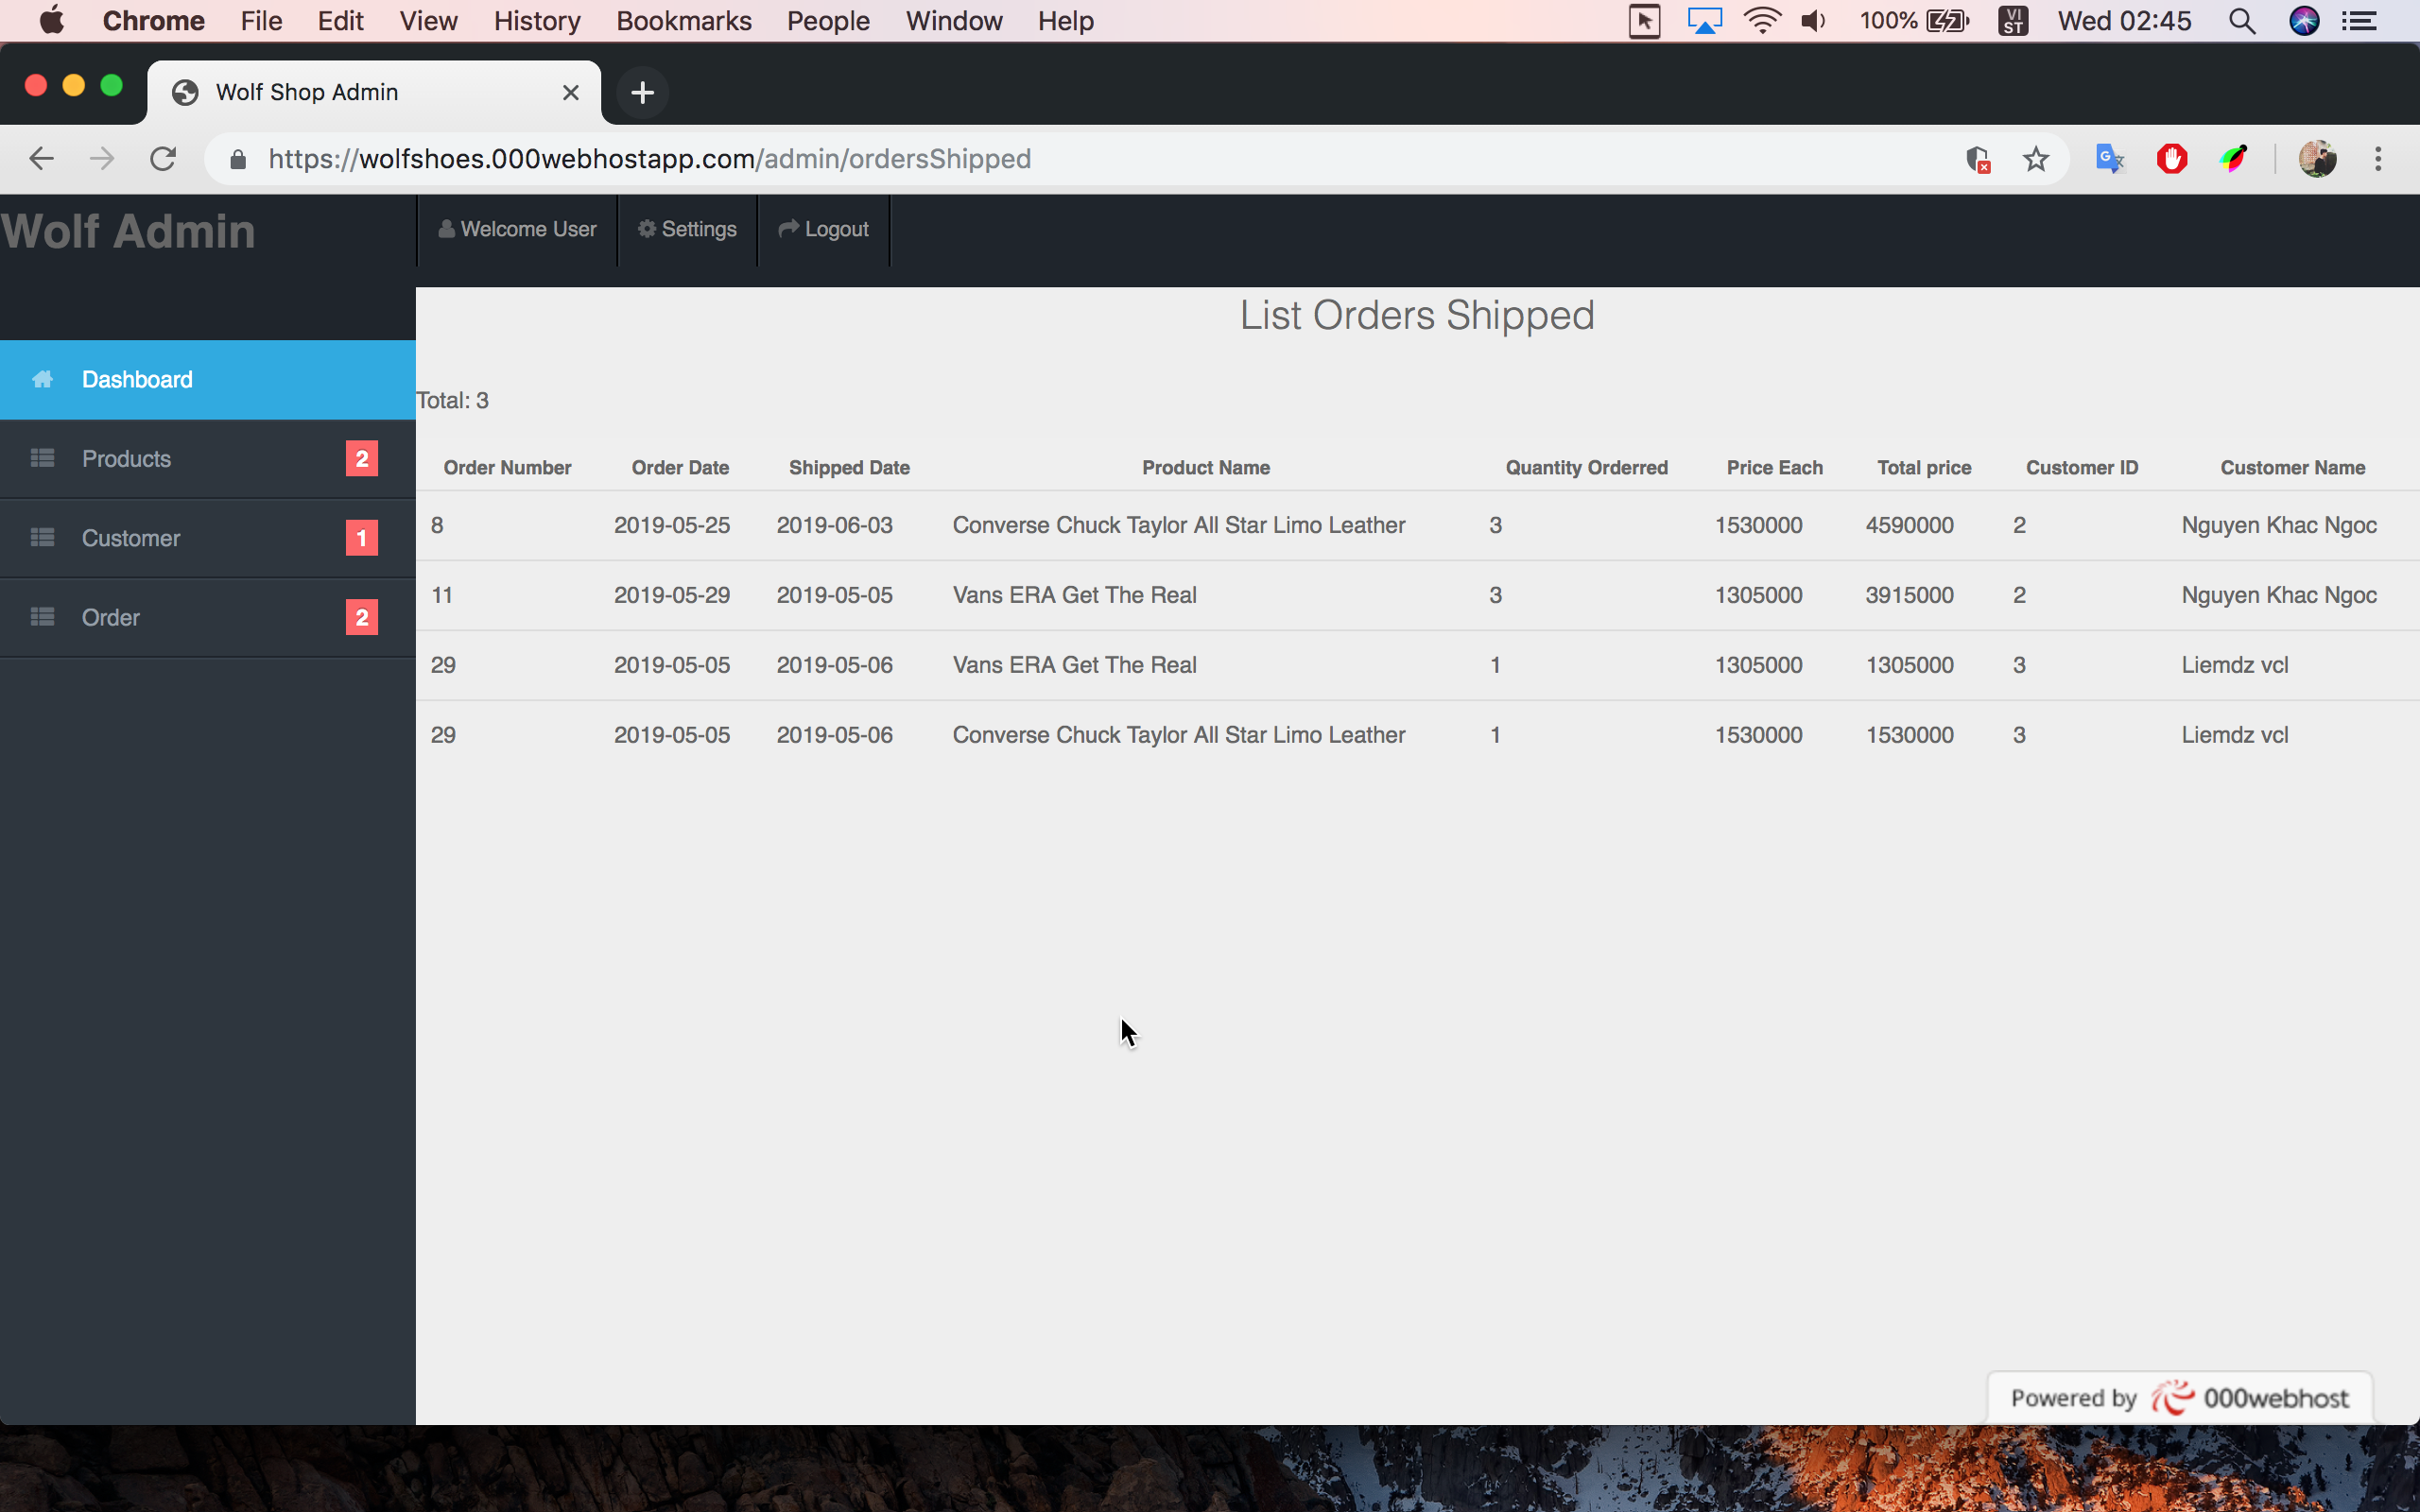 Chrome File Edit View History Bookmarks People Window Help 100% VI ST Wed 02:45
Wolf Shop Admin
https://wolfshoes.000webhostapp.com/admin/ordersShipped
Wolf Admin Welcome User Settings Logout
List Orders Shipped
Dashboard
Total: 3
Products 2
Customer 1
Order 2
Order Number Order Date Shipped Date Product Name Quantity Orderred Price Each Total price Customer ID Customer Name
8 2019-05-25 2019-06-03 Converse Chuck Taylor All Star Limo Leather 3 1530000 4590000 2 Nguyen Khac Ngoc
11 2019-05-29 2019-05-05 Vans ERA Get The Real 3 1305000 3915000 2 Nguyen Khac Ngoc
29 2019-05-05 2019-05-06 Vans ERA Get The Real 1 1305000 1305000 3 Liemdz vcl
29 2019-05-05 2019-05-06 Converse Chuck Taylor All Star Limo Leather 1 1530000 1530000 3 Liemdz vcl
Powered by 000webhost